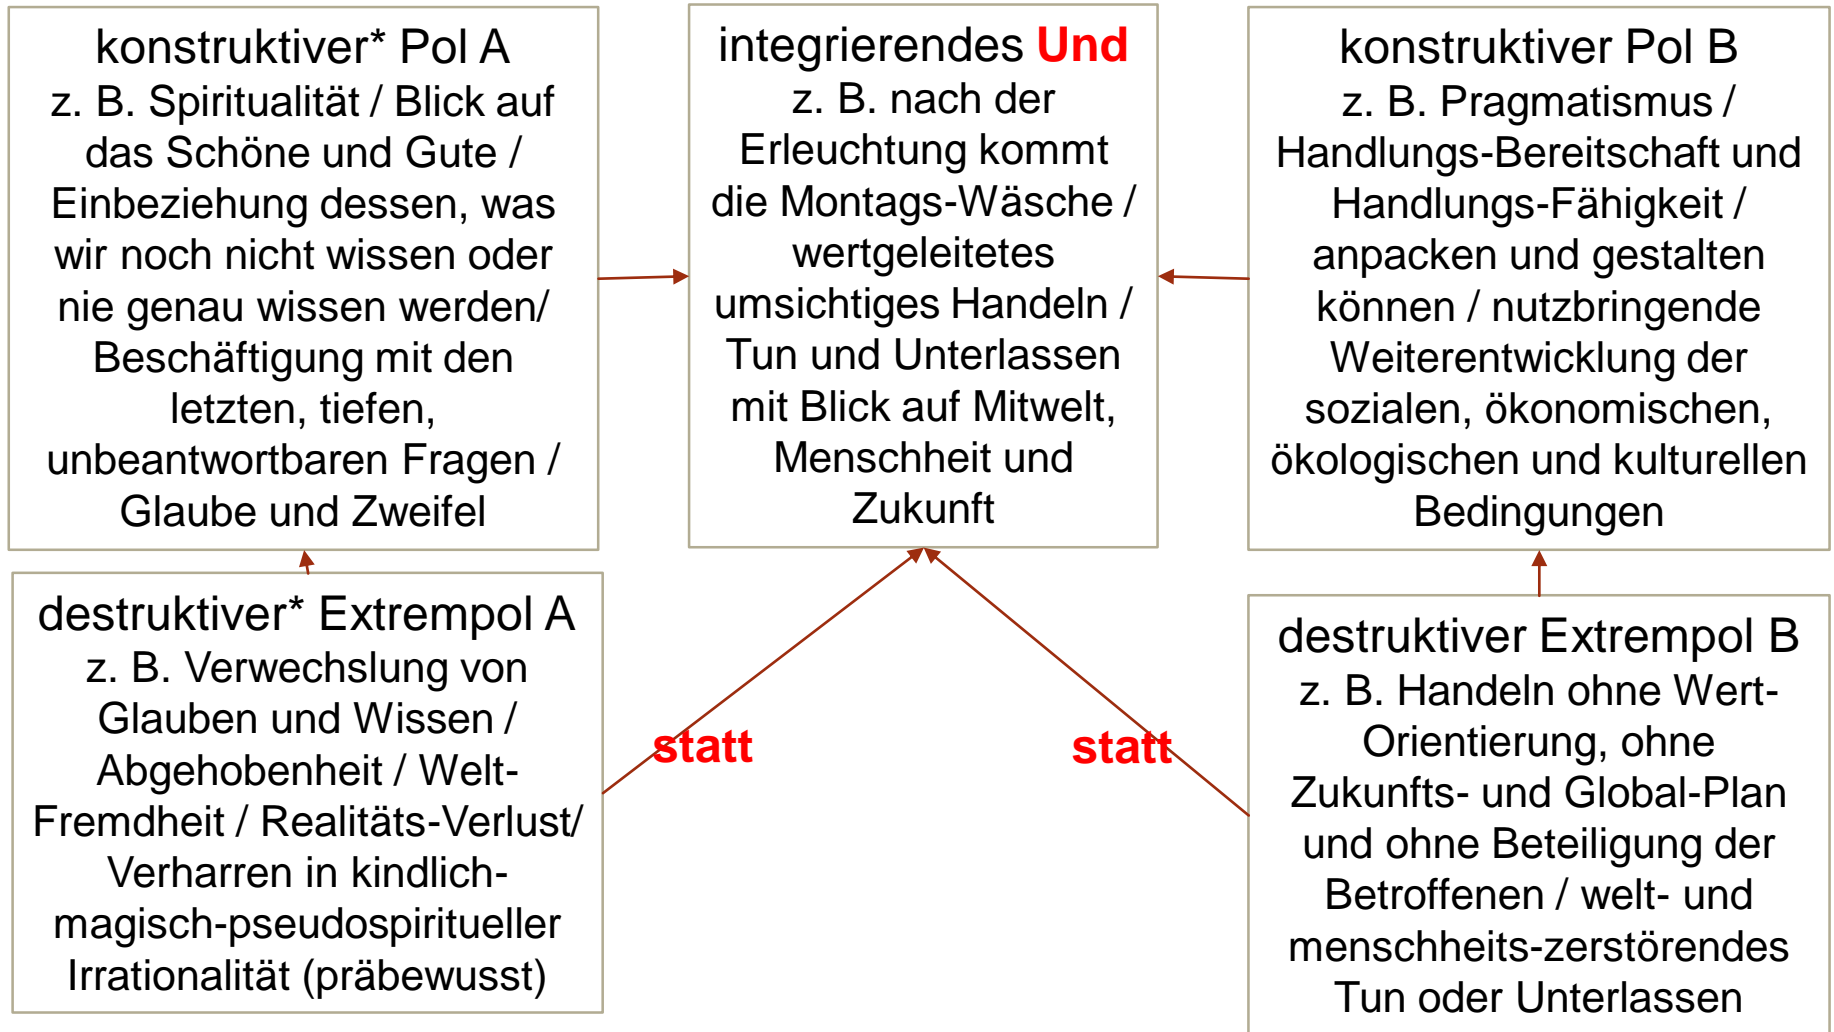 konstruktiver* Pol A
z. B. Spiritualität / Blick auf
das Schöne und Gute /
Einbeziehung dessen, was
wir noch nicht wissen oder
nie genau wissen werden/
Beschäftigung mit den
letzten, tiefen,
unbeantwortbaren Fragen /
Glaube und Zweifel
integrierendes Und
z. B. nach der
Erleuchtung kommt
die Montags-Wäsche /
wertgeleitetes
umsichtiges Handeln /
Tun und Unterlassen
mit Blick auf Mitwelt,
Menschheit und
Zukunft
konstruktiver Pol B
z. B. Pragmatismus /
Handlungs-Bereitschaft und
Handlungs-Fähigkeit /
anpacken und gestalten
können / nutzbringende
Weiterentwicklung der
sozialen, ökonomischen,
ökologischen und kulturellen
Bedingungen
destruktiver* Extrempol A
z. B. Verwechslung von
Glauben und Wissen /
Abgehobenheit / Welt-
Fremdheit / Realitäts-Verlust/
Verharren in kindlich-
magisch-pseudospiritueller
Irrationalität (präbewusst)
statt
statt
destruktiver Extrempol B
z. B. Handeln ohne Wert-
Orientierung, ohne
Zukunfts- und Global-Plan
und ohne Beteiligung der
Betroffenen / welt- und
menschheits-zerstörendes
Tun oder Unterlassen